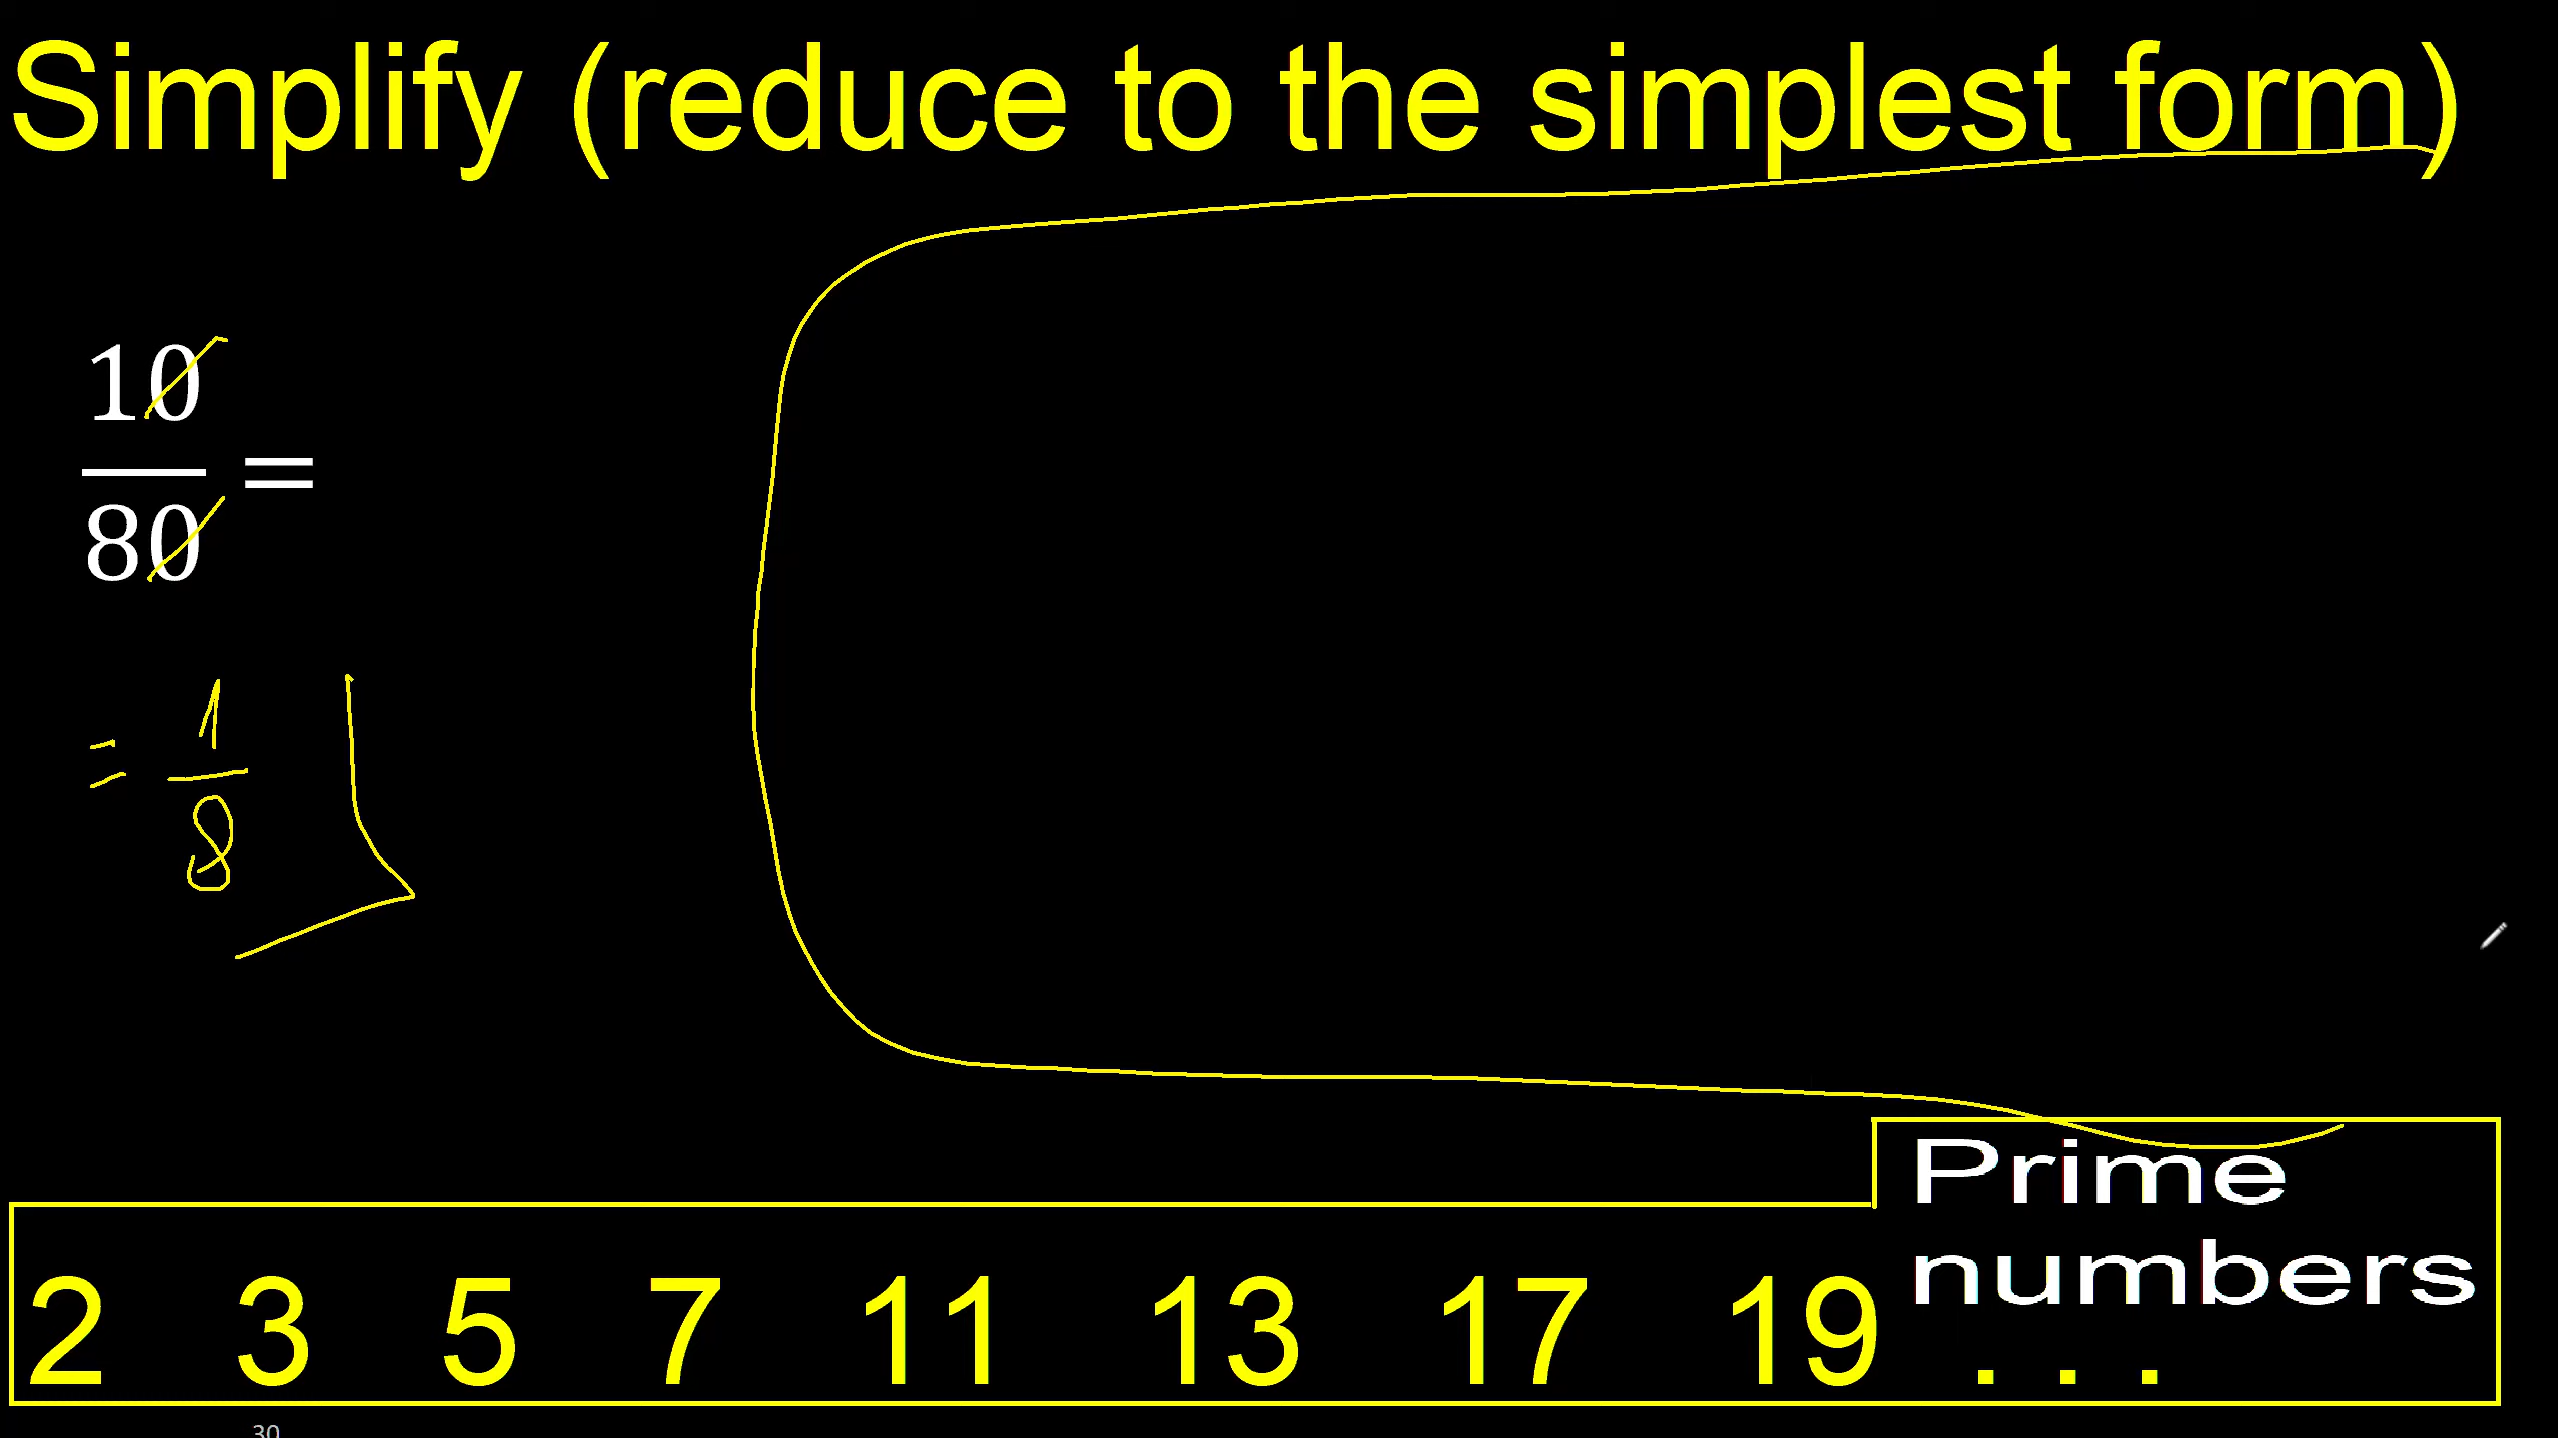 Simplify (reduce to the simplest form)
10
80
=
= 1
8
Prime
numbers
2 3 5 7 11 13 17 19 . . .
30